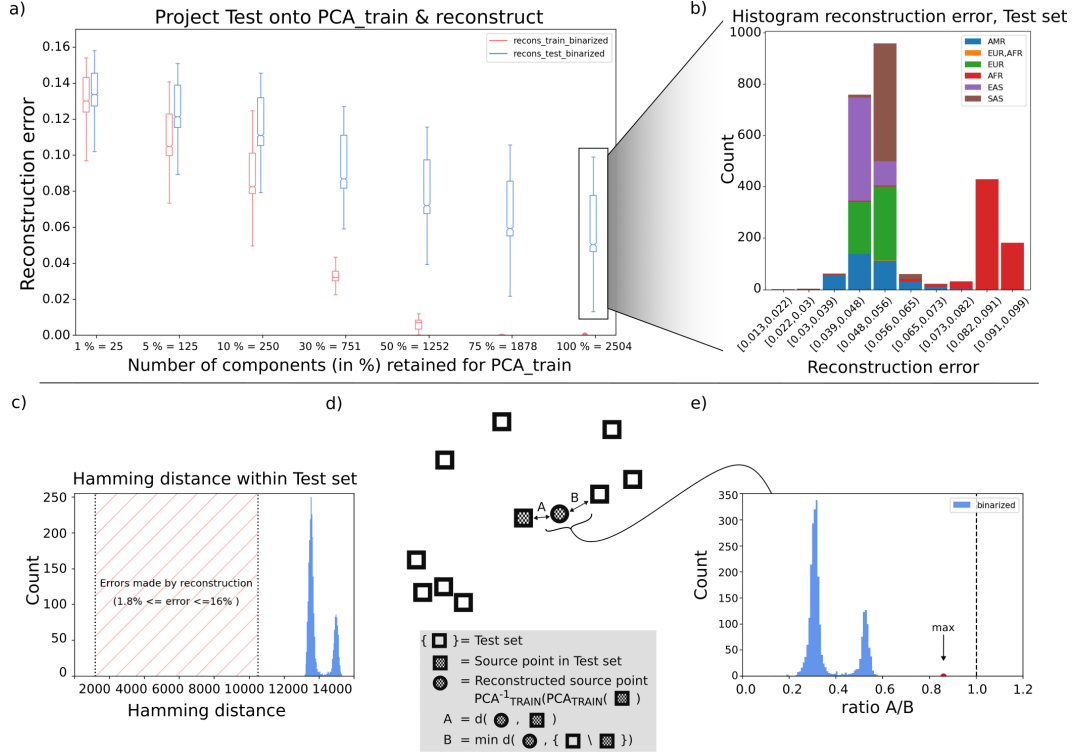 a)
Project Test onto PCA_train & reconstruct
recons_train_binarized
recons_test_binarized
Reconstruction error
0.16
0.14
0.12
0.10
0.08
0.06
0.04
0.02
0.00
1 % = 25
5 % = 125
10 % = 250
30 % = 751
50 % = 1252
75 % = 1878
100 % = 2504
Number of components (in %) retained for PCA_train
b)
Histogram reconstruction error, Test set
AMR
EUR,AFR
EUR
AFR
EAS
SAS
Count
1000
800
600
400
200
0
[0.013,0.022)
[0.022,0.03)
[0.03,0.039)
[0.039,0.048)
[0.048,0.056)
[0.056,0.065)
[0.065,0.073)
[0.073,0.082)
[0.082,0.091)
[0.091,0.099)
Reconstruction error
c)
Hamming distance within Test set
Count
250
200
150
100
50
0
Errors made by reconstruction
(1.8% <= error <=16% )
2000
4000
6000
8000
10000
12000
14000
Hamming distance
d)
A
B
{ } = Test set
= Source point in Test set
= Reconstructed source point
PCA-1TRAIN(PCATRAIN( )
A = d( , )
B = min d( , { \ })
e)
Count
350
300
250
200
150
100
50
0
binarized
max
0.0
0.2
0.4
0.6
0.8
1.0
1.2
ratio A/B